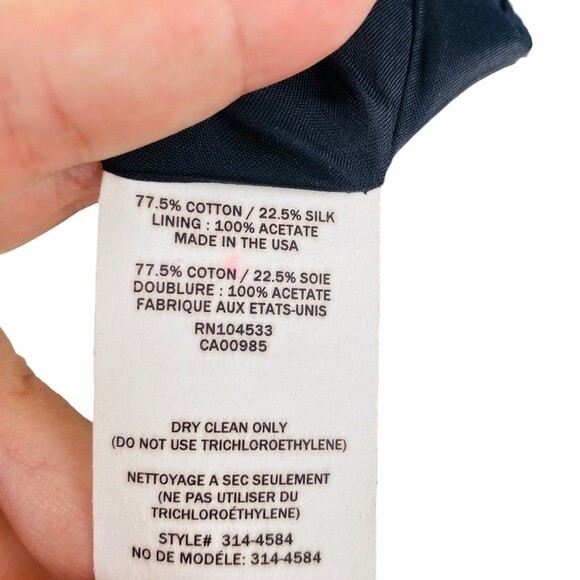 77.5% COTTON / 22.5% SILK
LINING : 100% ACETATE
MADE IN THE USA
77.5% COTON / 22.5% SOIE
DOUBLURE : 100% ACETATE
FABRIQUE AUX ETATS-UNIS
RN104533
CA00985
DRY CLEAN ONLY
(DO NOT USE TRICHLOROETHYLENE)
NETTOYAGE A SEC SEULEMENT
(NE PAS UTILISER DU
TRICHLOROÉTHYLENE)
STYLE# 314-4584
NO DE MODÉLE: 314-4584